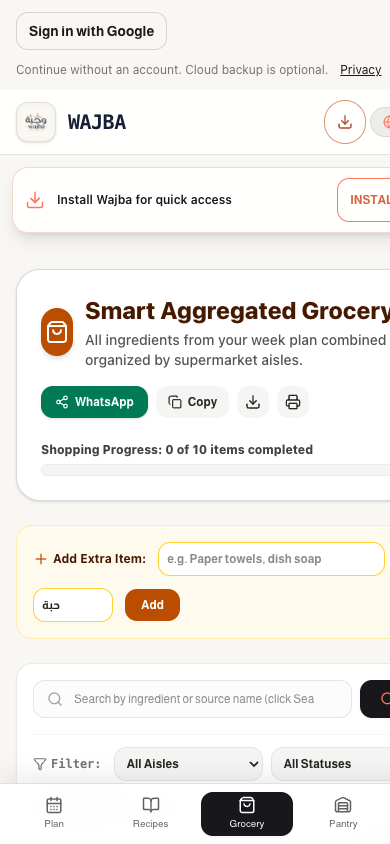 Sign in with Google
Continue without an account. Cloud backup is optional. Privacy
وجبة
wajba
WAJBA
Install Wajba for quick access
INSTAL
Smart Aggregated Grocery
All ingredients from your week plan combined
organized by supermarket aisles.
WhatsApp Copy
Shopping Progress: 0 of 10 items completed
Add Extra Item: e.g. Paper towels, dish soap
حبة Add
Search by ingredient or source name (click Sea
Filter: All Aisles All Statuses
Plan Recipes Grocery Pantry